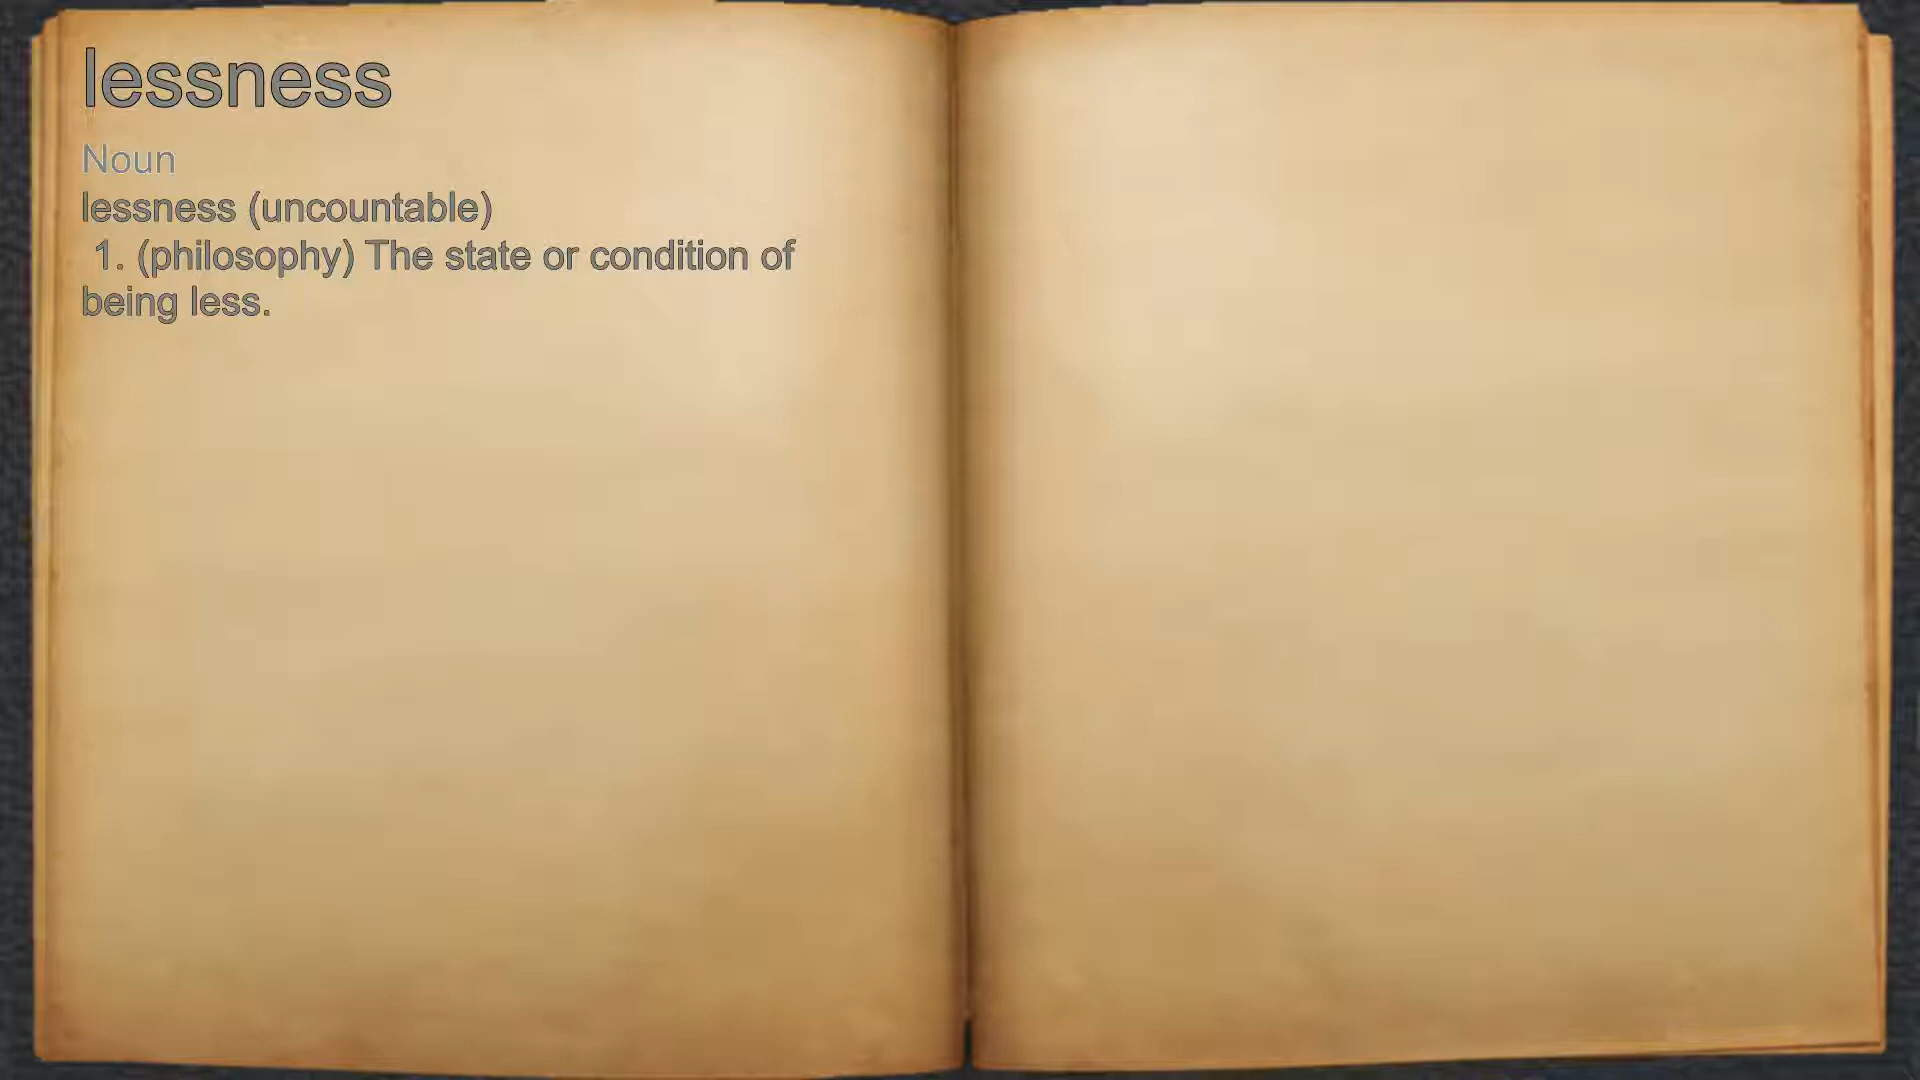 lessness
Noun
lessness (uncountable)
1. (philosophy) The state or condition of
being less.